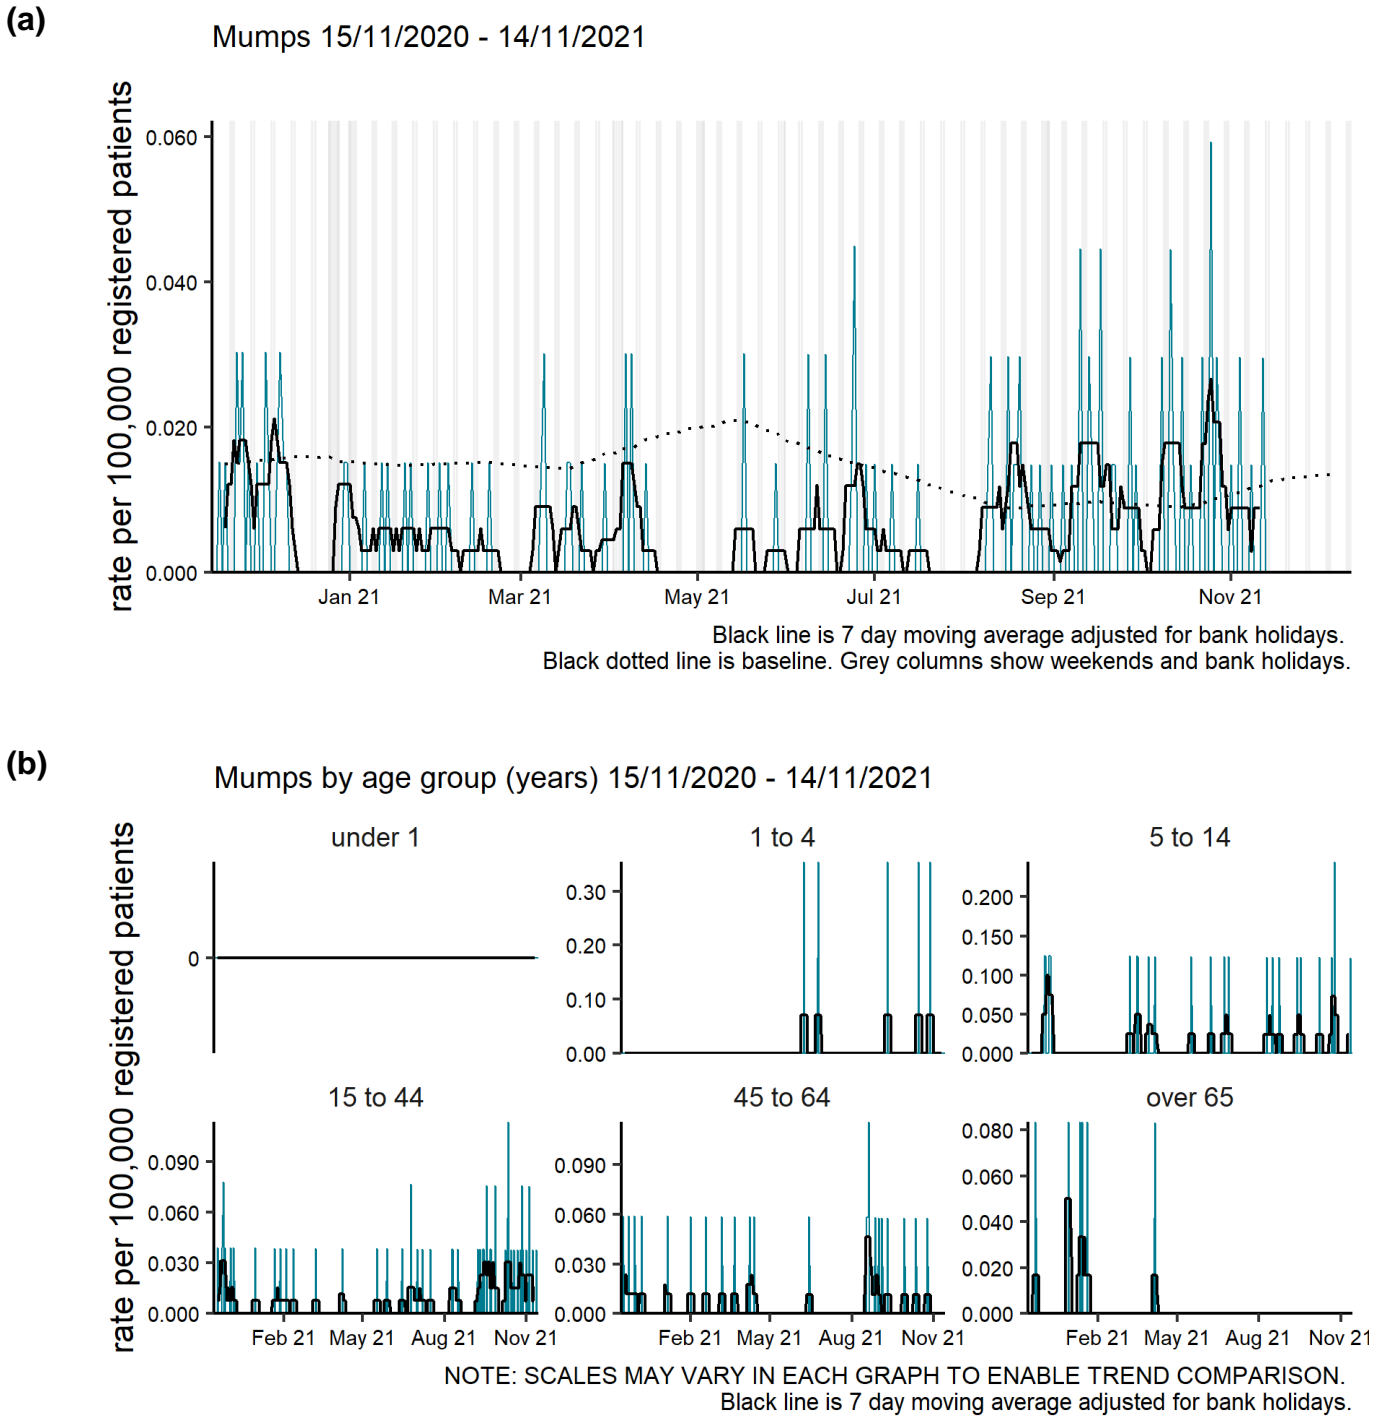 (a)
Mumps 15/11/2020 - 14/11/2021
rate per 100,000 registered patients
0.060
0.040
0.020
0.000
Jan 21 Mar 21 May 21 Jul 21 Sep 21 Nov 21
Black line is 7 day moving average adjusted for bank holidays.
Black dotted line is baseline. Grey columns show weekends and bank holidays.
(b)
Mumps by age group (years) 15/11/2020 - 14/11/2021
rate per 100,000 registered patients
under 1
0
1 to 4
0.30
0.20
0.10
0.00
5 to 14
0.200
0.150
0.100
0.050
0.000
15 to 44
0.090
0.060
0.030
0.000
Feb 21 May 21 Aug 21 Nov 21
45 to 64
0.090
0.060
0.030
0.000
Feb 21 May 21 Aug 21 Nov 21
over 65
0.080
0.060
0.040
0.020
0.000
Feb 21 May 21 Aug 21 Nov 21
NOTE: SCALES MAY VARY IN EACH GRAPH TO ENABLE TREND COMPARISON.
Black line is 7 day moving average adjusted for bank holidays.